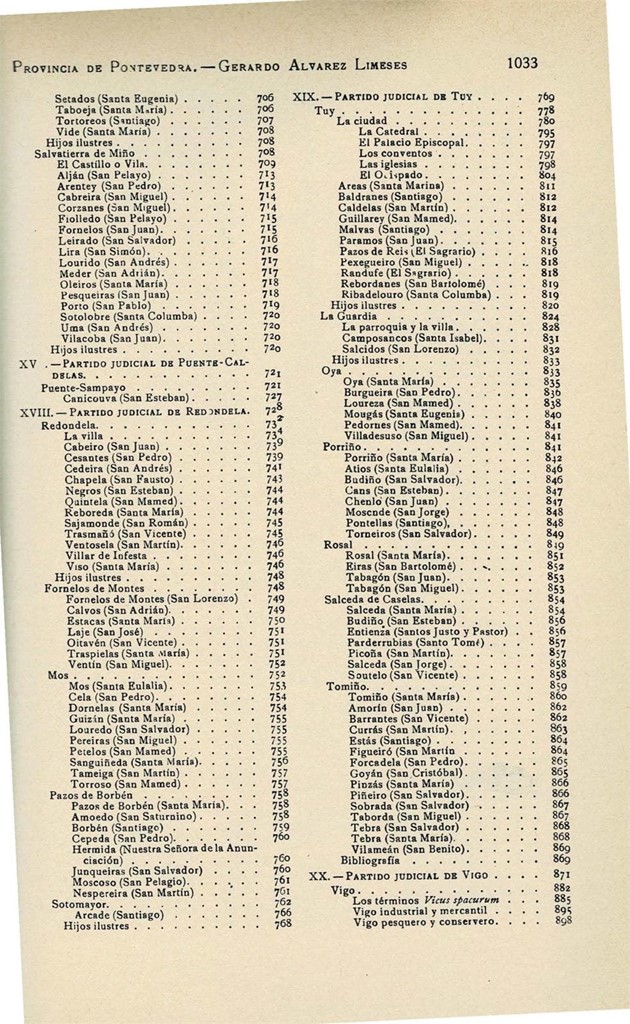 PROVINCIA DE PONTEVEDRA.—GERARDO ALVAREZ LIMESES 1033
Setados (Santa Eugenia) . . . . . 706
Taboeja (Santa María) . . . . . 706
Tortoreos (Santiago) . . . . . 707
Vide (Santa María) . . . . . 708
Hijos ilustres . . . . . 708
Salvatierra de Miño . . . . . 708
El Castillo o Vila . . . . . 709
Alján (San Pelayo) . . . . . 713
Arentey (San Pedro) . . . . . 713
Cabreira (San Miguel) . . . . . 714
Corzanes (San Miguel) . . . . . 714
Fiolledo (San Pelayo) . . . . . 715
Fornelos (San Juan) . . . . . 715
Leirado (San Salvador) . . . . . 716
Lira (San Simón) . . . . . 716
Lourido (San Andrés) . . . . . 717
Meder (San Adrián) . . . . . 717
Oleiros (Santa María) . . . . . 718
Pesqueiras (San Juan) . . . . . 718
Porto (San Pablo) . . . . . 719
Sotolobre (Santa Columba) . . . . . 720
Uma (San Andrés) . . . . . 720
Vilacoba (San Juan) . . . . . 720
Hijos ilustres . . . . . 720
XV .—PARTIDO JUDICIAL DE PUENTE-CAL-
DELAS . . . . . 721
Puente-Sampayo . . . . . 721
Canicouva (San Esteban) . . . . . 727
XVIII.—PARTIDO JUDICIAL DE REDONDELA. 728
Redondela . . . . . 73
La villa . . . . . 734
Cabeiro (San Juan) . . . . . 739
Cesantes (San Pedro) . . . . . 739
Cedeira (San Andrés) . . . . . 741
Chapela (San Fausto) . . . . . 743
Negros (San Esteban) . . . . . 744
Quintela (San Mamed) . . . . . 744
Reboreda (Santa María) . . . . . 744
Sajamonde (San Román) . . . . . 745
Trasmañó (San Vicente) . . . . . 745
Ventosela (San Martín) . . . . . 746
Villar de Infesta . . . . . 746
Viso (Santa María) . . . . . 746
Hijos ilustres . . . . . 748
Fornelos de Montes . . . . . 748
Fornelos de Montes (San Lorenzo) . 749
Calvos (San Adrián) . . . . . 749
Estacas (Santa María) . . . . . 750
Laje (San José) . . . . . 751
Oitavén (San Vicente) . . . . . 751
Traspielas (Santa María) . . . . . 751
Ventín (San Miguel) . . . . . 752
Mos . . . . . 752
Mos (Santa Eulalia) . . . . . 753
Cela (San Pedro) . . . . . 754
Dornelas (Santa María) . . . . . 754
Guizán (Santa María) . . . . . 755
Louredo (San Salvador) . . . . . 755
Pereiras (San Miguel) . . . . . 755
Petelos (San Mamed) . . . . . 755
Sanguiñeda (Santa María) . . . . . 756
Tameiga (San Martín) . . . . . 757
Torroso (San Mamed) . . . . . 757
Pazos de Borbén . . . . . 758
Pazos de Borbén (Santa María) . . . 758
Amoedo (San Saturnino) . . . . . 758
Borbén (Santiago) . . . . . 759
Cepeda (San Pedro) . . . . . 760
Hermida (Nuestra Señora de la Anun-
ciación) . . . . . 760
Junqueiras (San Salvador) . . . . . 760
Moscoso (San Pelagio) . . . . . 761
Nespereira (San Martín) . . . . . 761
Sotomayor . . . . . 762
Arcade (Santiago) . . . . . 766
Hijos ilustres . . . . . 768
XIX.—PARTIDO JUDICIAL DE TUY . . . . 769
Tuy . . . . . 778
La ciudad . . . . . 780
La Catedral . . . . . 795
El Palacio Episcopal . . . . . 797
Los conventos . . . . . 797
Las iglesias . . . . . 798
El Obispado . . . . . 804
Areas (Santa Marina) . . . . . 811
Baldranes (Santiago) . . . . . 812
Caldelas (San Martín) . . . . . 812
Guillarey (San Mamed) . . . . . 814
Malvas (Santiago) . . . . . 814
Paramos (San Juan) . . . . . 815
Pazos de Reis (El Sagrario) . . . . . 816
Pexegueiro (San Miguel) . . . . . 818
Randufe (El Sagrario) . . . . . 818
Rebordanes (San Bartolomé) . . . . 819
Ribadelouro (Santa Columba) . . . . 819
Hijos ilustres . . . . . 820
La Guardia . . . . . 824
La parroquia y la villa . . . . . 828
Camposancos (Santa Isabel) . . . . . 831
Salcidos (San Lorenzo) . . . . . 832
Hijos ilustres . . . . . 833
Oya . . . . . 833
Oya (Santa María) . . . . . 835
Burgueira (San Pedro) . . . . . 836
Loureza (San Mamed) . . . . . 838
Mougás (Santa Eugenia) . . . . . 840
Pedornes (San Mamed) . . . . . 841
Villadesuso (San Miguel) . . . . . 841
Porriño . . . . . 841
Porriño (Santa María) . . . . . 842
Atios (Santa Eulalia) . . . . . 846
Budiño (San Salvador) . . . . . 846
Cans (San Esteban) . . . . . 847
Chenlo (San Juan) . . . . . 847
Mosende (San Jorge) . . . . . 848
Pontellas (Santiago) . . . . . 848
Torneiros (San Salvador) . . . . . 849
Rosal . . . . . 849
Rosal (Santa María) . . . . . 851
Eiras (San Bartolomé) . . . . . 852
Tabagón (San Juan) . . . . . 853
Tabagón (San Miguel) . . . . . 853
Salceda de Caselas . . . . . 854
Salceda (Santa María) . . . . . 854
Budiño (San Esteban) . . . . . 856
Entienza (Santos Justo y Pastor) . . 856
Parderrubias (Santo Tomé) . . . . 857
Picoña (San Martín) . . . . . 857
Salceda (San Jorge) . . . . . 858
Soutelo (San Vicente) . . . . . 858
Tomiño . . . . . 859
Tomiño (Santa María) . . . . . 860
Amorín (San Juan) . . . . . 862
Barrantes (San Vicente) . . . . . 862
Currás (San Martín) . . . . . 863
Estás (Santiago) . . . . . 864
Figueiró (San Martín . . . . . 864
Forcadela (San Pedro) . . . . . 865
Goyán (San Cristóbal) . . . . . 865
Pinzás (Santa María) . . . . . 866
Piñeiro (San Salvador) . . . . . 866
Sobrada (San Salvador) . . . . . 867
Taborda (San Miguel) . . . . . 867
Tebra (San Salvador) . . . . . 868
Tebra (Santa María) . . . . . 868
Vilameán (San Benito) . . . . . 869
Bibliografía . . . . . 869
XX.—PARTIDO JUDICIAL DE VIGO . . . . 871
Vigo . . . . . 882
Los términos Vicus spacurum . . . 885
Vigo industrial y mercantil . . . . 895
Vigo pesquero y conservero . . . . 898